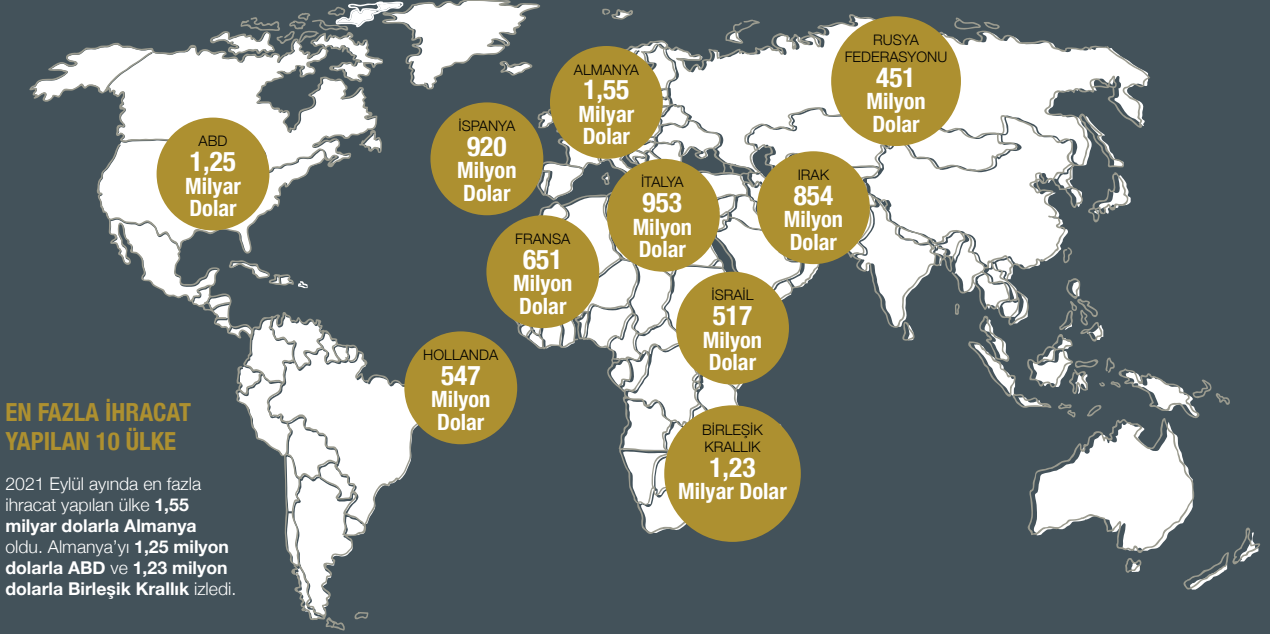 ABD
1,25
Milyar
Dolar
İSPANYA
920
Milyon
Dolar
ALMANYA
1,55
Milyar
Dolar
RUSYA
FEDERASYONU
451
Milyon
Dolar
İTALYA
953
Milyon
Dolar
IRAK
854
Milyon
Dolar
FRANSA
651
Milyon
Dolar
İSRAİL
517
Milyon
Dolar
HOLLANDA
547
Milyon
Dolar
BİRLEŞİK
KRALLIK
1,23
Milyar Dolar
EN FAZLA İHRACAT
YAPILAN 10 ÜLKE
2021 Eylül ayında en fazla
ihracat yapılan ülke 1,55
milyar dolarla Almanya
oldu. Almanya’yı 1,25 milyon
dolarla ABD ve 1,23 milyon
dolarla Birleşik Krallık izledi.